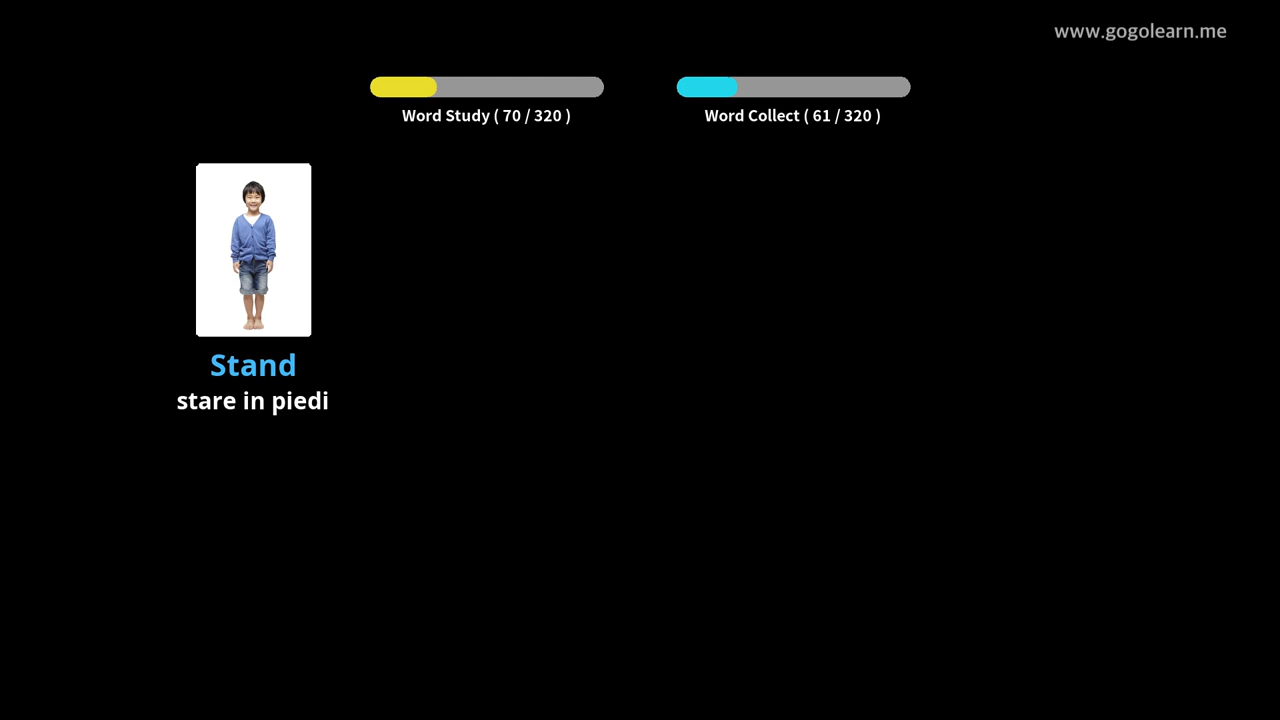 www.gogolearn.me
Word Study ( 70 / 320 )
Word Collect ( 61 / 320 )
Stand
stare in piedi